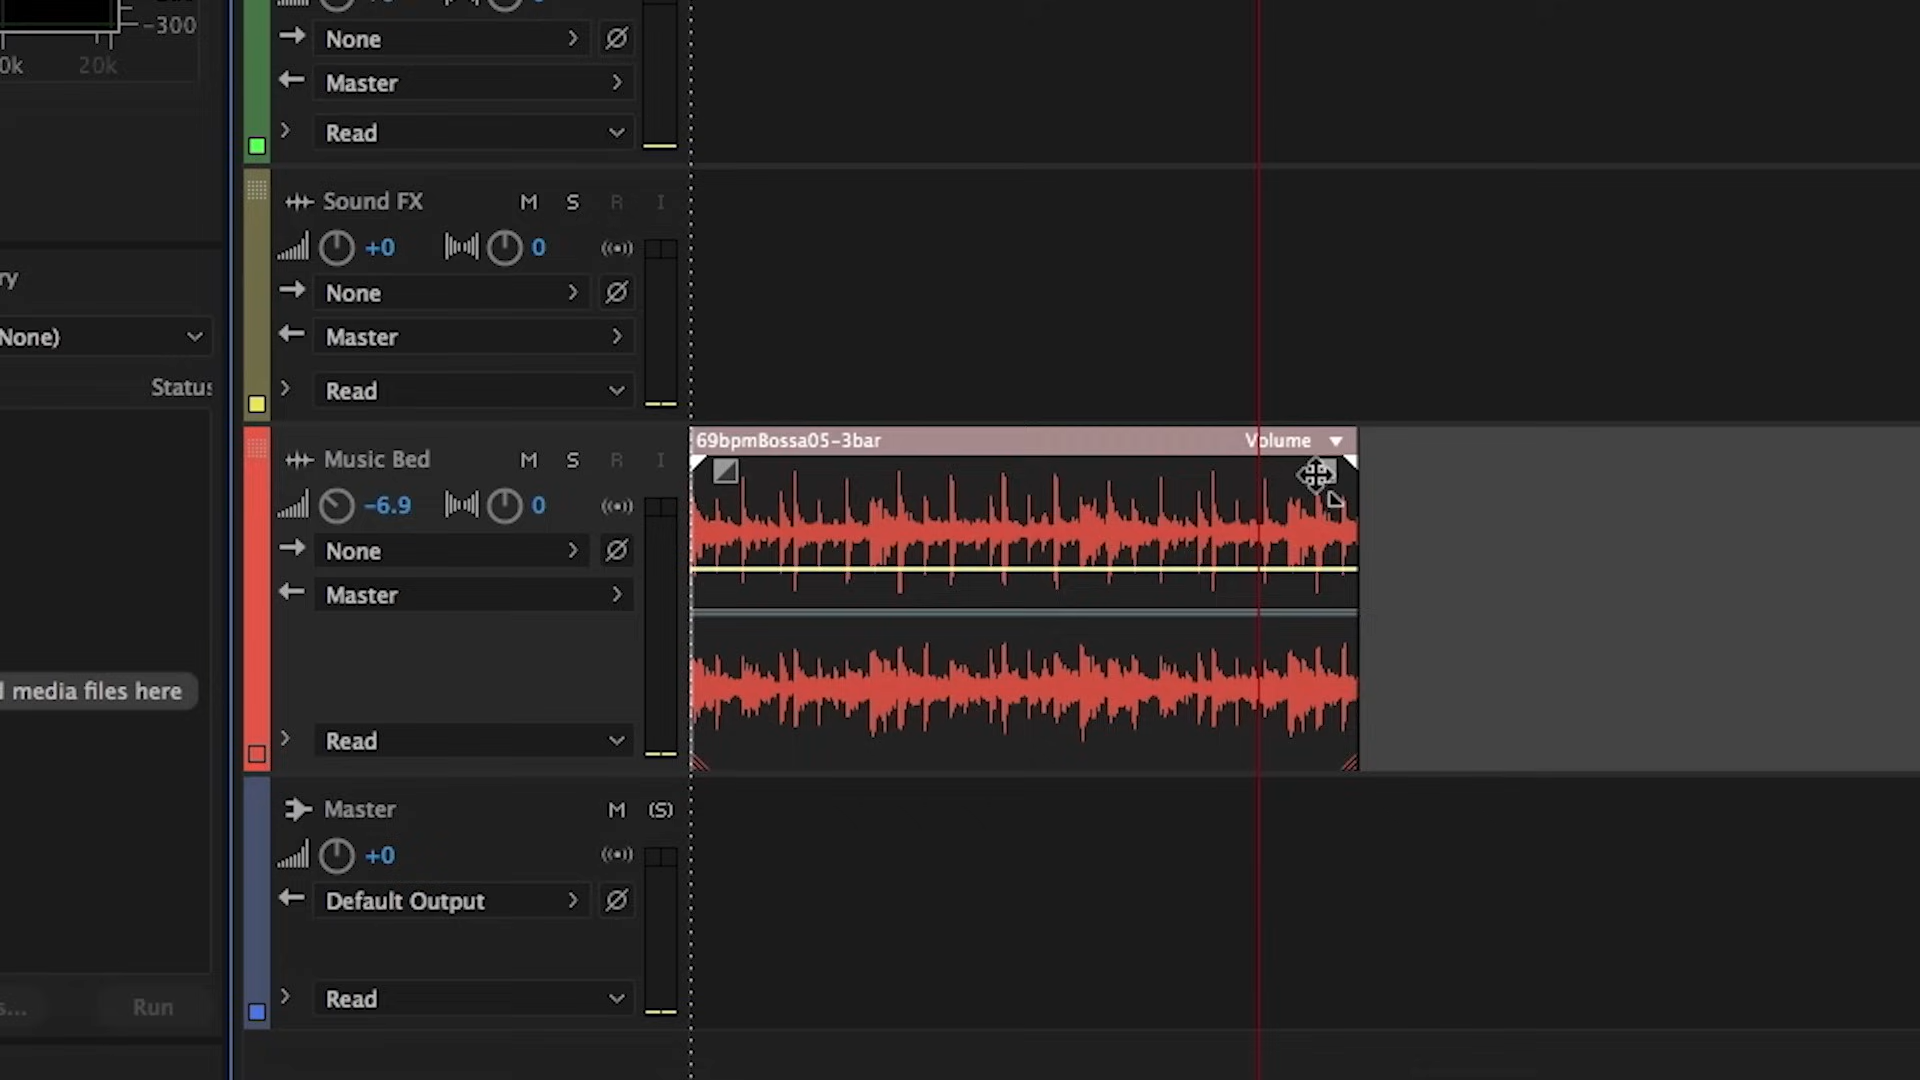 -300
0k 20k
None
Master
Read
Sound FX M S R I
+0 0
None
Master
Read
ry
None)
Status
69bpmBossa05-3bar Volume
Music Bed M S R I
-6.9 0
None
Master
l media files here
Read
Master M (S)
+0
Default Output
Read
s... Run